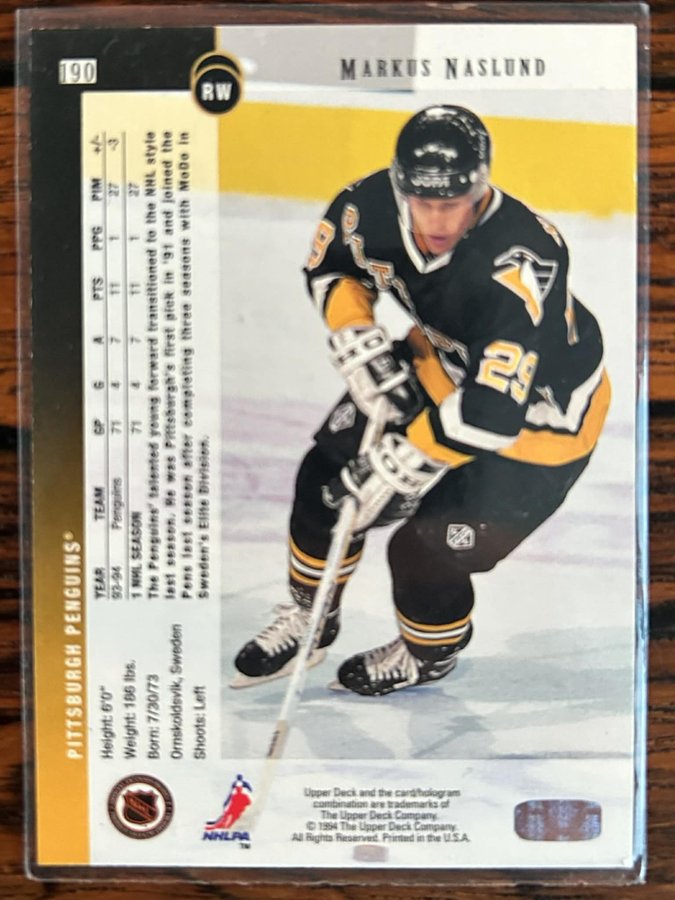 190
MARKUS NASLUND
RW
PITTSBURGH PENGUINS®
Height: 6'0"
Weight: 186 lbs.
Born: 7/30/73
Ornskoldsvik, Sweden
Shoots: Left
YEAR TEAM GP G A PTS PPG PIM +/-
93-94 Penguins 71 4 7 11 1 27 -3
1 NHL SEASON 71 4 7 11 1 27
The Penguins' talented young forward transitioned to the NHL style
last season. He was Pittsburgh's first pick in '91 and joined the
Pens last season after completing three seasons with MoDo in
Sweden's Elite Division.
29
29
NHL
NHLPA
TM
Upper Deck and the card/hologram
combination are trademarks of
The Upper Deck Company.
© 1994 The Upper Deck Company.
All Rights Reserved. Printed in the U.S.A.